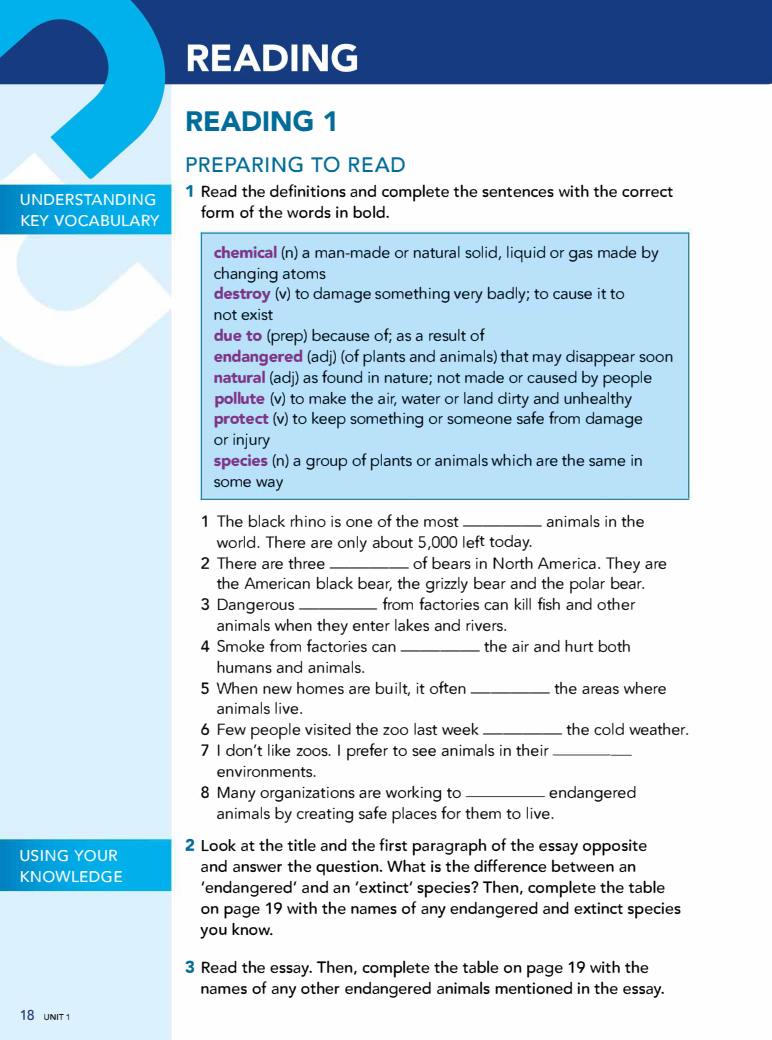 READING
READING 1
PREPARING TO READ
UNDERSTANDING
KEY VOCABULARY
1 Read the definitions and complete the sentences with the correct
form of the words in bold.
chemical (n) a man-made or natural solid, liquid or gas made by
changing atoms
destroy (v) to damage something very badly; to cause it to
not exist
due to (prep) because of; as a result of
endangered (adj) (of plants and animals) that may disappear soon
natural (adj) as found in nature; not made or caused by people
pollute (v) to make the air, water or land dirty and unhealthy
protect (v) to keep something or someone safe from damage
or injury
species (n) a group of plants or animals which are the same in
some way
1 The black rhino is one of the most _________ animals in the
world. There are only about 5,000 left today.
2 There are three _________ of bears in North America. They are
the American black bear, the grizzly bear and the polar bear.
3 Dangerous _________ from factories can kill fish and other
animals when they enter lakes and rivers.
4 Smoke from factories can _________ the air and hurt both
humans and animals.
5 When new homes are built, it often _________ the areas where
animals live.
6 Few people visited the zoo last week _________ the cold weather.
7 I don't like zoos. I prefer to see animals in their _________
environments.
8 Many organizations are working to _________ endangered
animals by creating safe places for them to live.
USING YOUR
KNOWLEDGE
2 Look at the title and the first paragraph of the essay opposite
and answer the question. What is the difference between an
'endangered' and an 'extinct' species? Then, complete the table
on page 19 with the names of any endangered and extinct species
you know.
3 Read the essay. Then, complete the table on page 19 with the
names of any other endangered animals mentioned in the essay.
18 UNIT 1